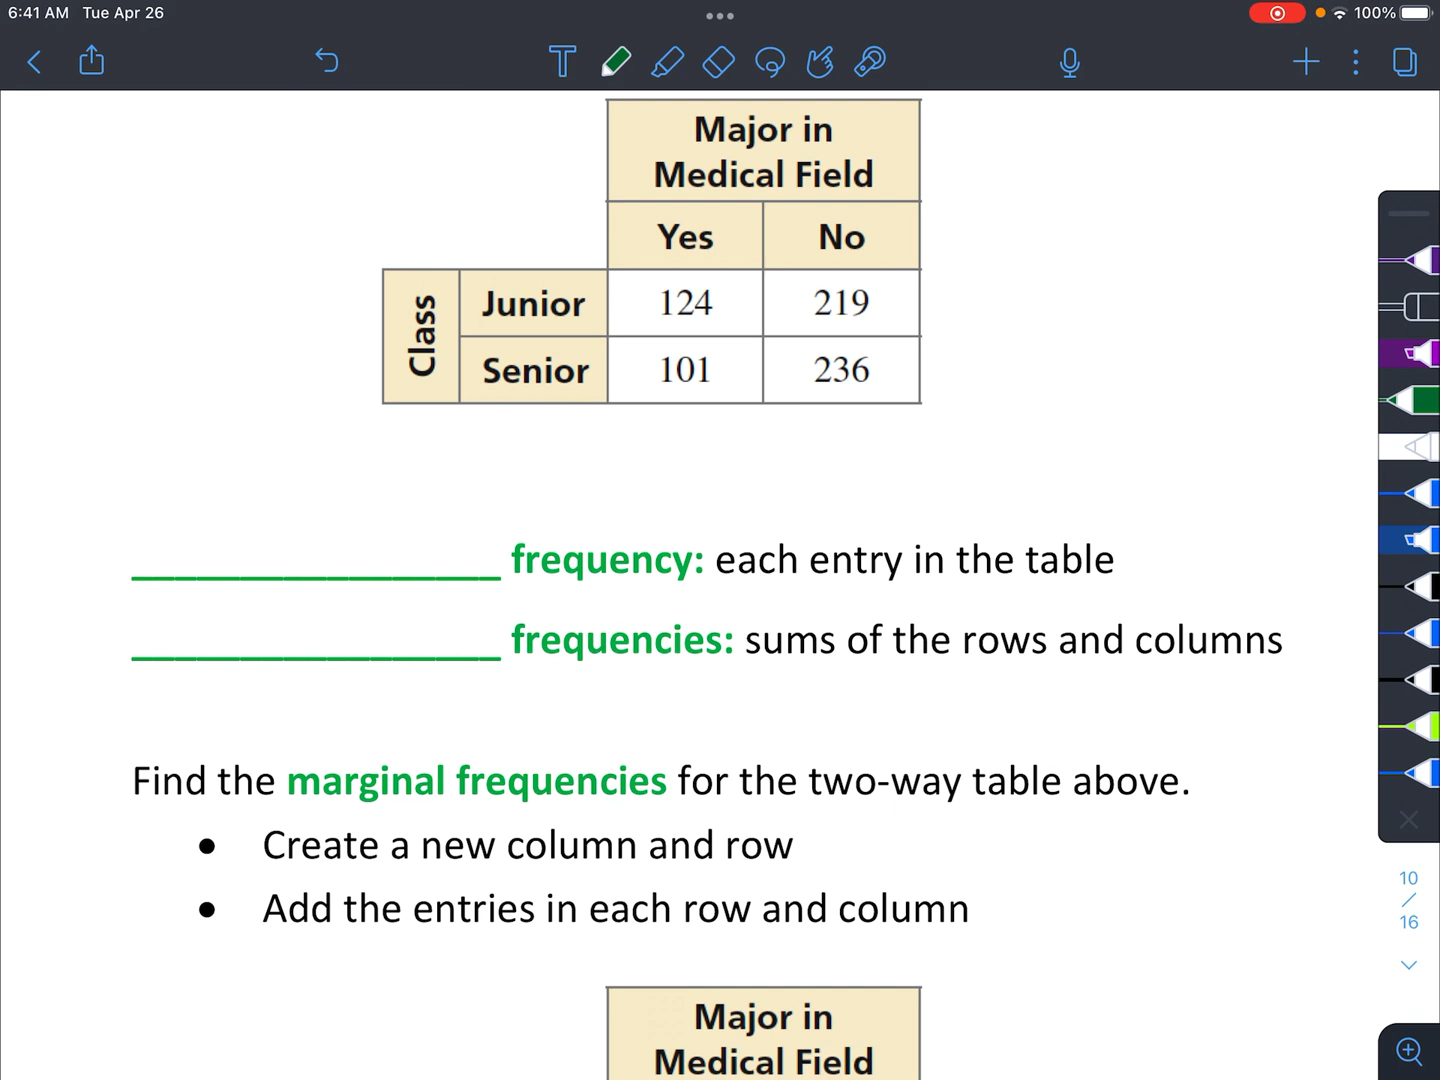 6:41 AM Tue Apr 26
100%
Major in
Medical Field
Yes No
Class
Junior 124 219
Senior 101 236
_________________ frequency: each entry in the table
_________________ frequencies: sums of the rows and columns
Find the marginal frequencies for the two-way table above.
• Create a new column and row
• Add the entries in each row and column
10
/
16
Major in
Medical Field